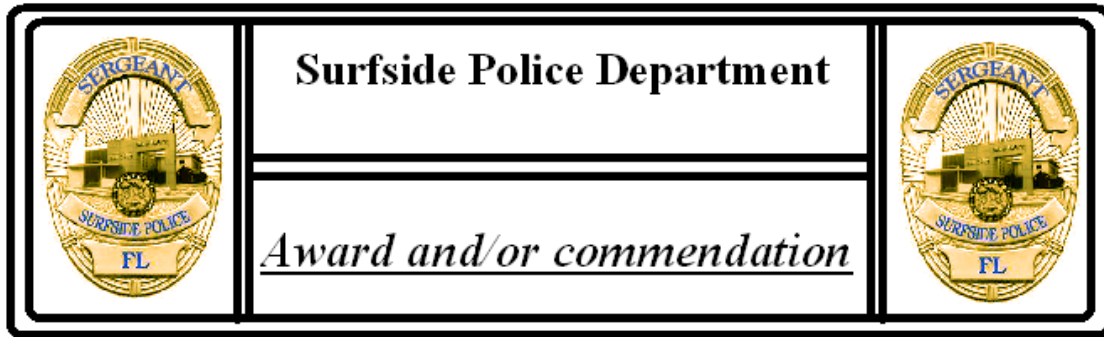 SERGEANT
SURFSIDE POLICE
FL
Surfside Police Department
Award and/or commendation
SERGEANT
SURFSIDE POLICE
FL